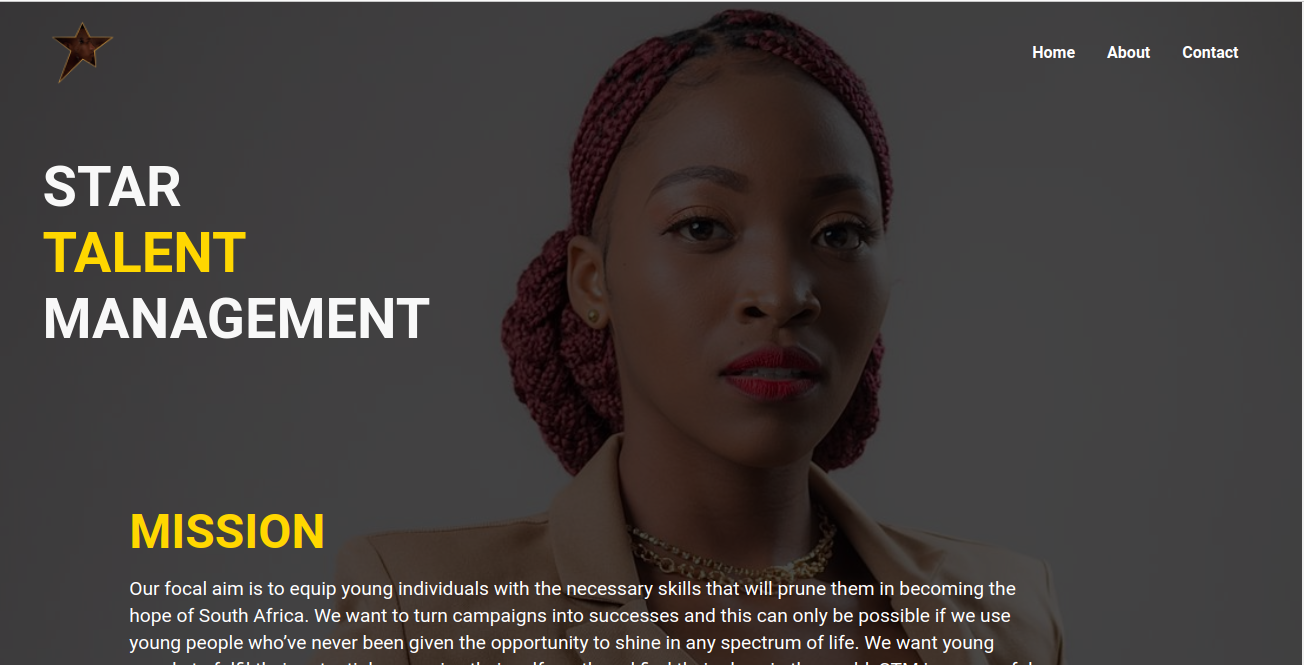 Home About Contact
STAR
TALENT
MANAGEMENT
MISSION
Our focal aim is to equip young individuals with the necessary skills that will prune them in becoming the
hope of South Africa. We want to turn campaigns into successes and this can only be possible if we use
young people who've never been given the opportunity to shine in any spectrum of life. We want young